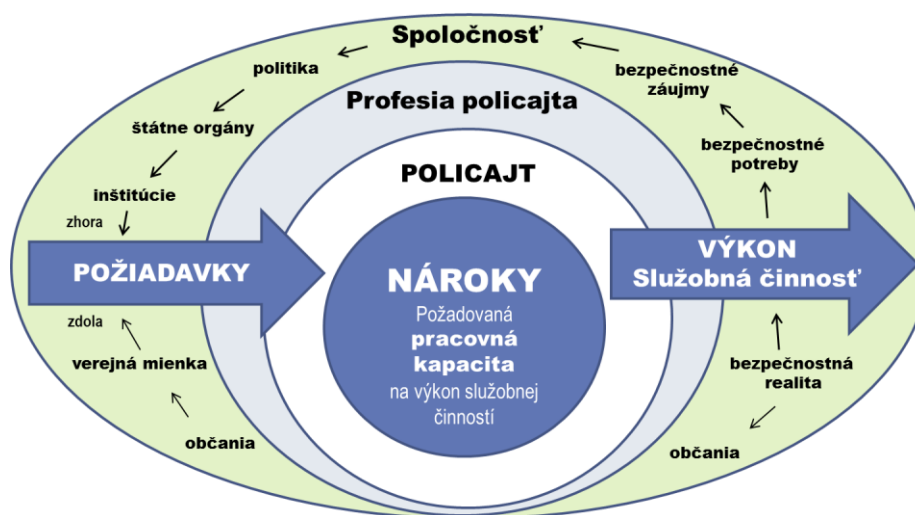 Spoločnosť
politika
štátne orgány
inštitúcie
zhora
POŽIADAVKY
zdola
verejná mienka
občania
Profesia policajta
POLICAJT
NÁROKY
Požadovaná
pracovná
kapacita
na výkon služobnej
činností
bezpečnostné
záujmy
bezpečnostné
potreby
VÝKON
Služobná činnosť
bezpečnostná
realita
občania